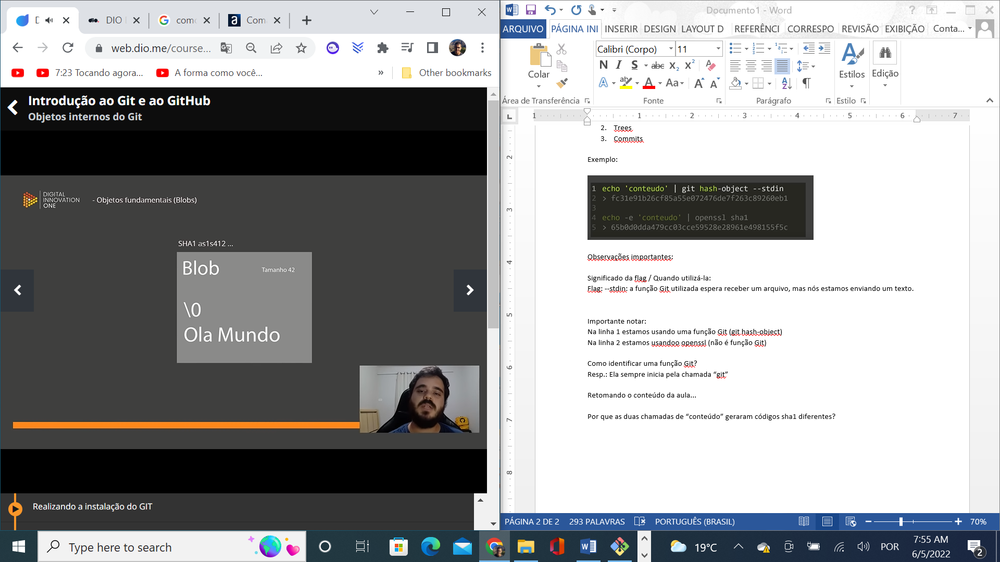 D
DIO
como
Com
web.dio.me/course...
7:23 Tocando agora...
A forma como você...
»
Other bookmarks
Introdução ao Git e ao GitHub
Objetos internos do Git
DIGITAL
INNOVATION
ONE
- Objetos fundamentais (Blobs)
SHA1 as1s412 ...
Blob
Tamanho 42
\0
Ola Mundo
Realizando a instalação do GIT
Documento1 - Word
ARQUIVO PÁGINA INI INSERIR DESIGN LAYOUT D REFERÊNCI CORRESPO REVISÃO EXIBIÇÃO Conta...
Calibri (Corpo) 11
N I S abc X2 X2
A ab A Aa A A
Colar
Estilos
Edição
Área de Transferência
Fonte
Parágrafo
Estilo
1 1 2 3 4 5 6 7
2. Trees
3. Commits
Exemplo:
1 echo 'conteudo' | git hash-object --stdin
2 > fc31e91b26cf85a55e072476de7f263c89260eb1
3
4 echo -e 'conteudo' | openssl sha1
5 > 65b0d0dda479cc03cce59528e28961e498155f5c
Observações importantes:
Significado da flag / Quando utilizá-la:
Flag: --stdin: a função Git utilizada espera receber um arquivo, mas nós estamos enviando um texto.
Importante notar:
Na linha 1 estamos usando uma função Git (git hash-object)
Na linha 2 estamos usandoo openssl (não é função Git)
Como identificar uma função Git?
Resp.: Ela sempre inicia pela chamada “git”
Retomando o conteúdo da aula...
Por que as duas chamadas de “conteúdo” geraram códigos sha1 diferentes?
2
3
4
5
6
7
8
PÁGINA 2 DE 2 293 PALAVRAS PORTUGUÊS (BRASIL) 70%
Type here to search
19°C
POR
7:55 AM
6/5/2022
2